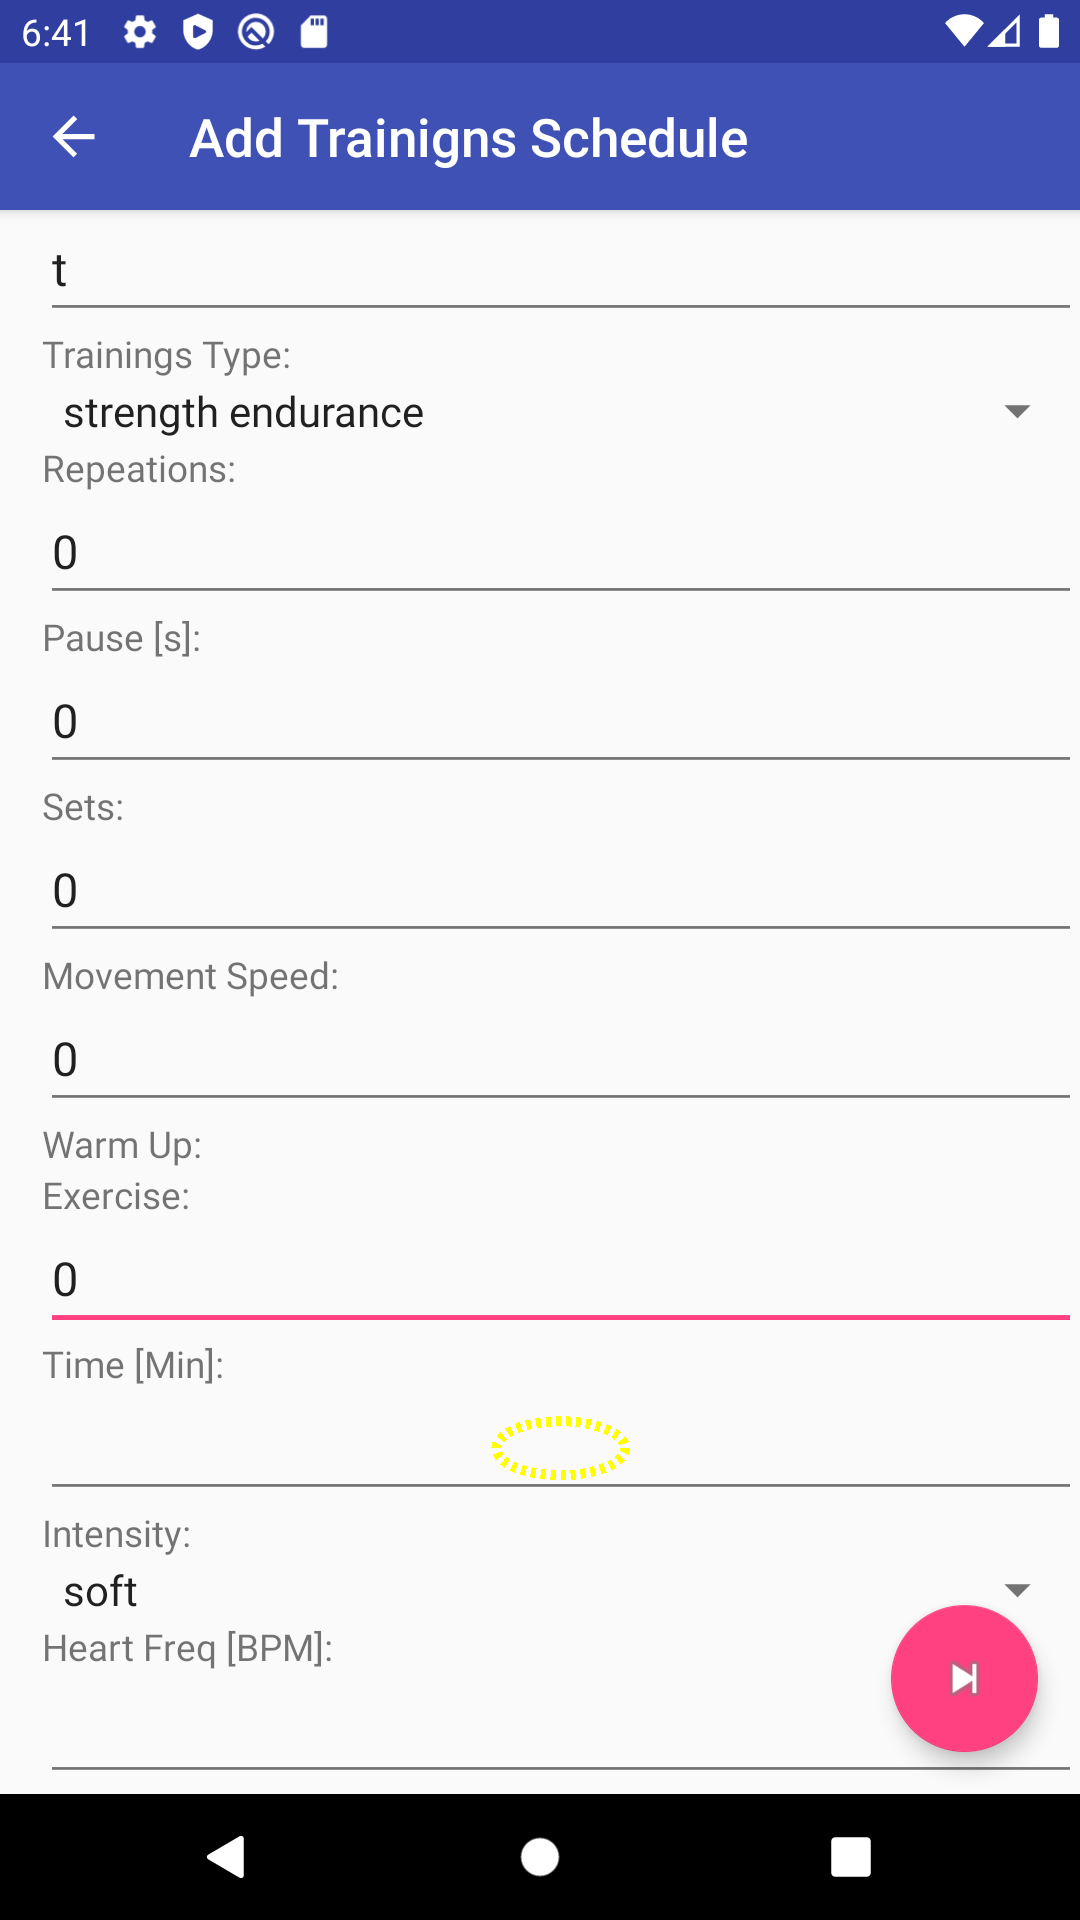 6:41
Add Trainigns Schedule
t
Trainings Type:
strength endurance
Repeations:
0
Pause [s]:
0
Sets:
0
Movement Speed:
0
Warm Up:
Exercise:
0
Time [Min]:
Intensity:
soft
Heart Freq [BPM]: